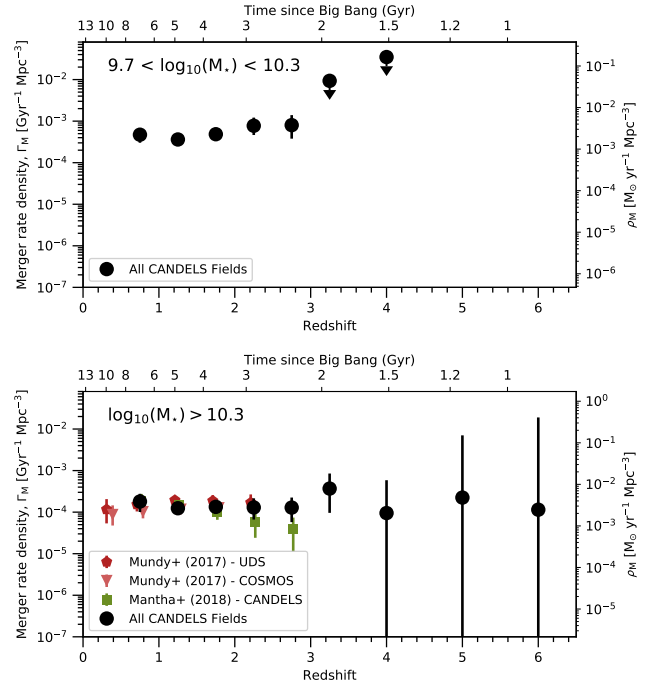 Time since Big Bang (Gyr)
13 10 8 6 5 4 3 2 1.5 1.2 1
9.7 < log₁₀(M⋆) < 10.3
Merger rate density, Γ_M [Gyr⁻¹ Mpc⁻³]
10⁻²
10⁻³
10⁻⁴
10⁻⁵
10⁻⁶
10⁻⁷
10⁻¹
10⁻²
10⁻³
10⁻⁴
10⁻⁵
10⁻⁶
ρ_M [M⊙ yr⁻¹ Mpc⁻³]
All CANDELS Fields
0 1 2 3 4 5 6
Redshift
Time since Big Bang (Gyr)
13 10 8 6 5 4 3 2 1.5 1.2 1
log₁₀(M⋆) > 10.3
Merger rate density, Γ_M [Gyr⁻¹ Mpc⁻³]
10⁻²
10⁻³
10⁻⁴
10⁻⁵
10⁻⁶
10⁻⁷
10⁰
10⁻¹
10⁻²
10⁻³
10⁻⁴
10⁻⁵
ρ_M [M⊙ yr⁻¹ Mpc⁻³]
Mundy+ (2017) - UDS
Mundy+ (2017) - COSMOS
Mantha+ (2018) - CANDELS
All CANDELS Fields
0 1 2 3 4 5 6
Redshift